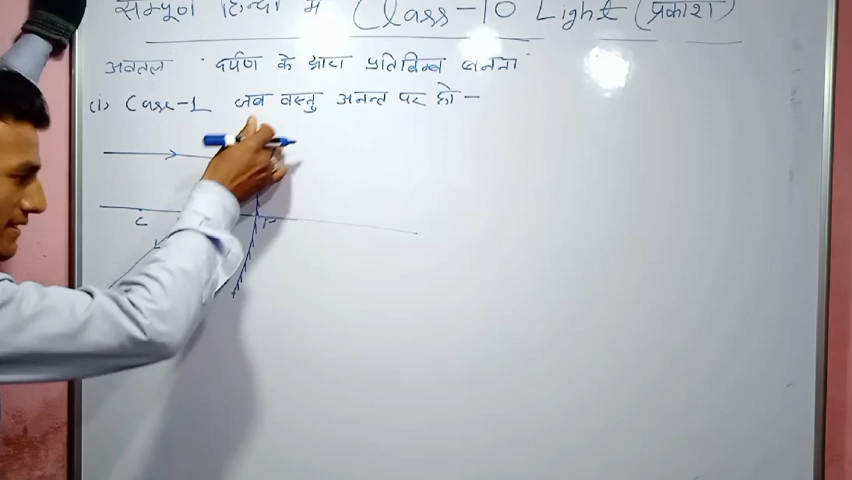 सम्पूर्ण हिन्दी में Class-10 Light (प्रकाश)
अवतल दर्पण के द्वारा प्रतिबिम्ब बनना
(i) Case-1 जब वस्तु अनन्त पर हो -
C P